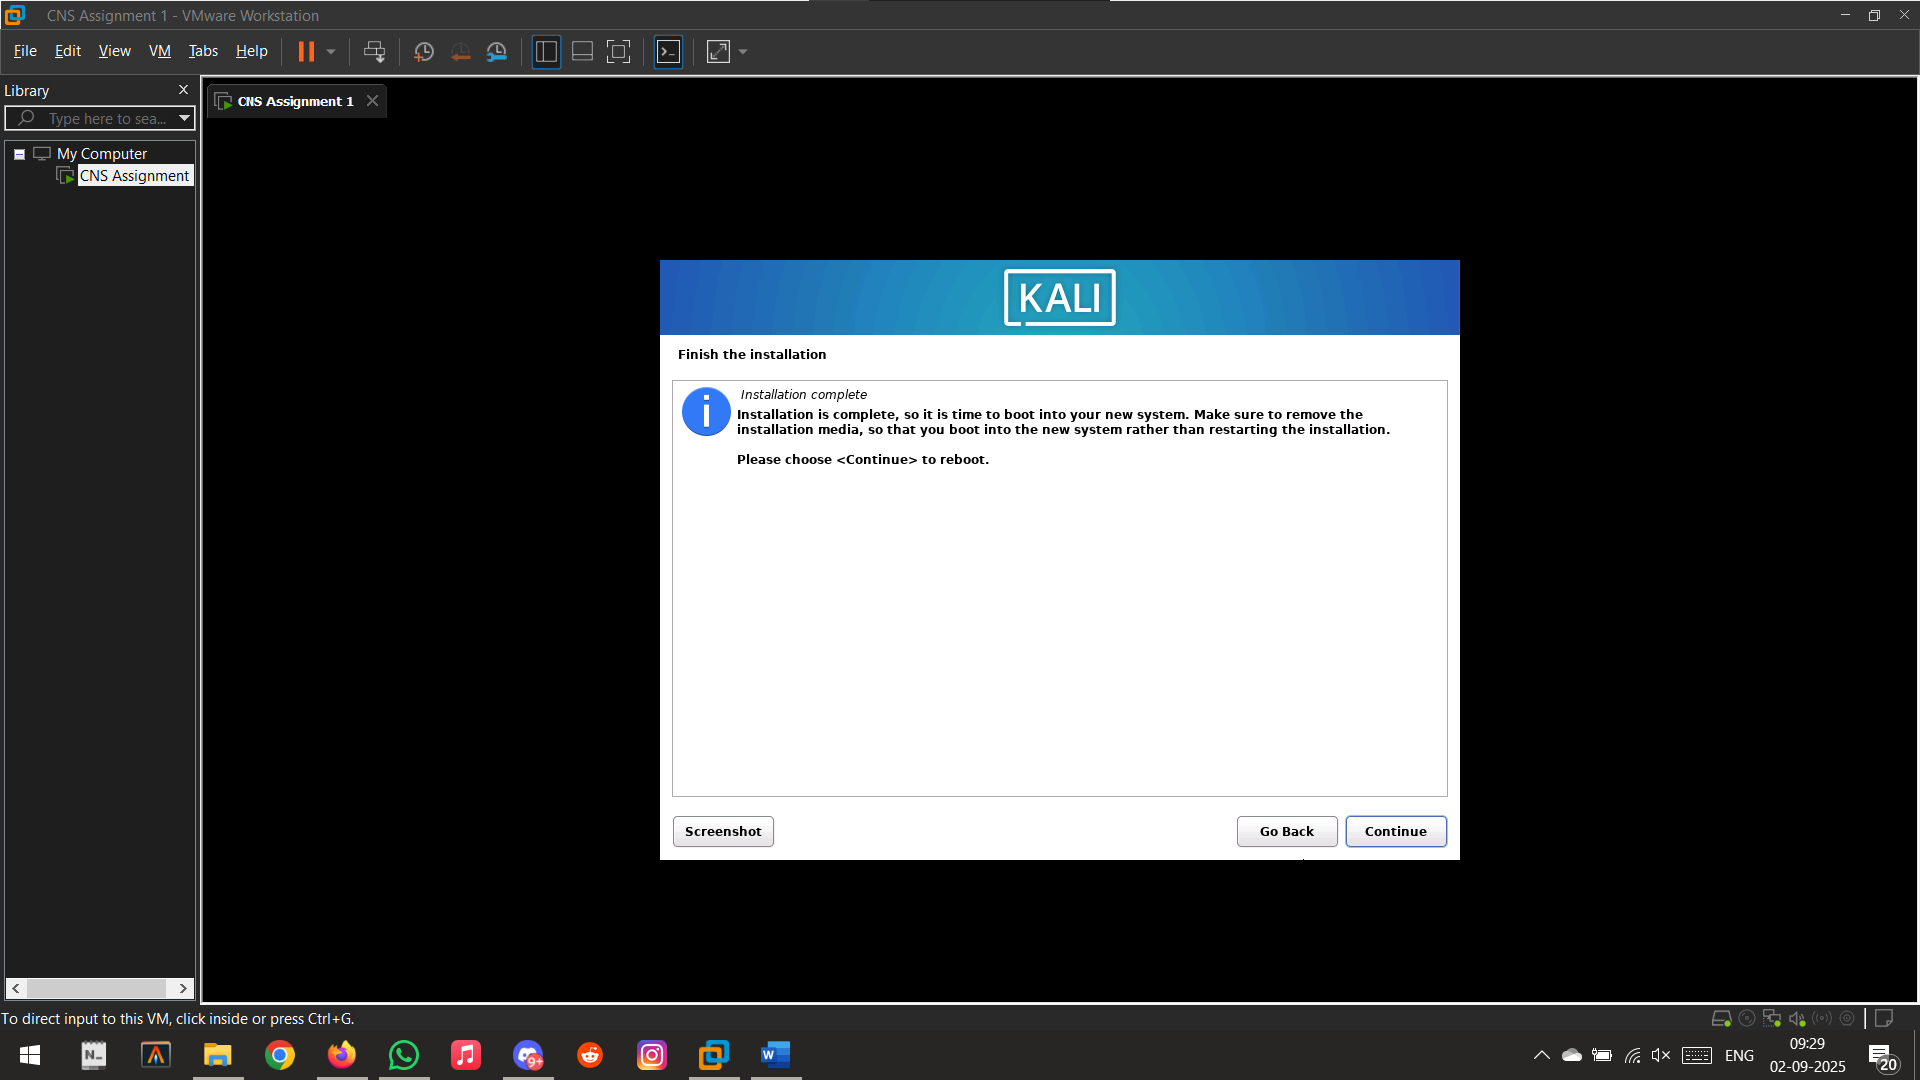 CNS Assignment 1 - VMware Workstation
File Edit View VM Tabs Help
Library
Type here to sea...
My Computer
CNS Assignment
CNS Assignment 1
KALI
Finish the installation
Installation complete
Installation is complete, so it is time to boot into your new system. Make sure to remove the
installation media, so that you boot into the new system rather than restarting the installation.
Please choose <Continue> to reboot.
Screenshot
Go Back
Continue
To direct input to this VM, click inside or press Ctrl+G.
N_
9+
W
ENG
09:29
02-09-2025
20